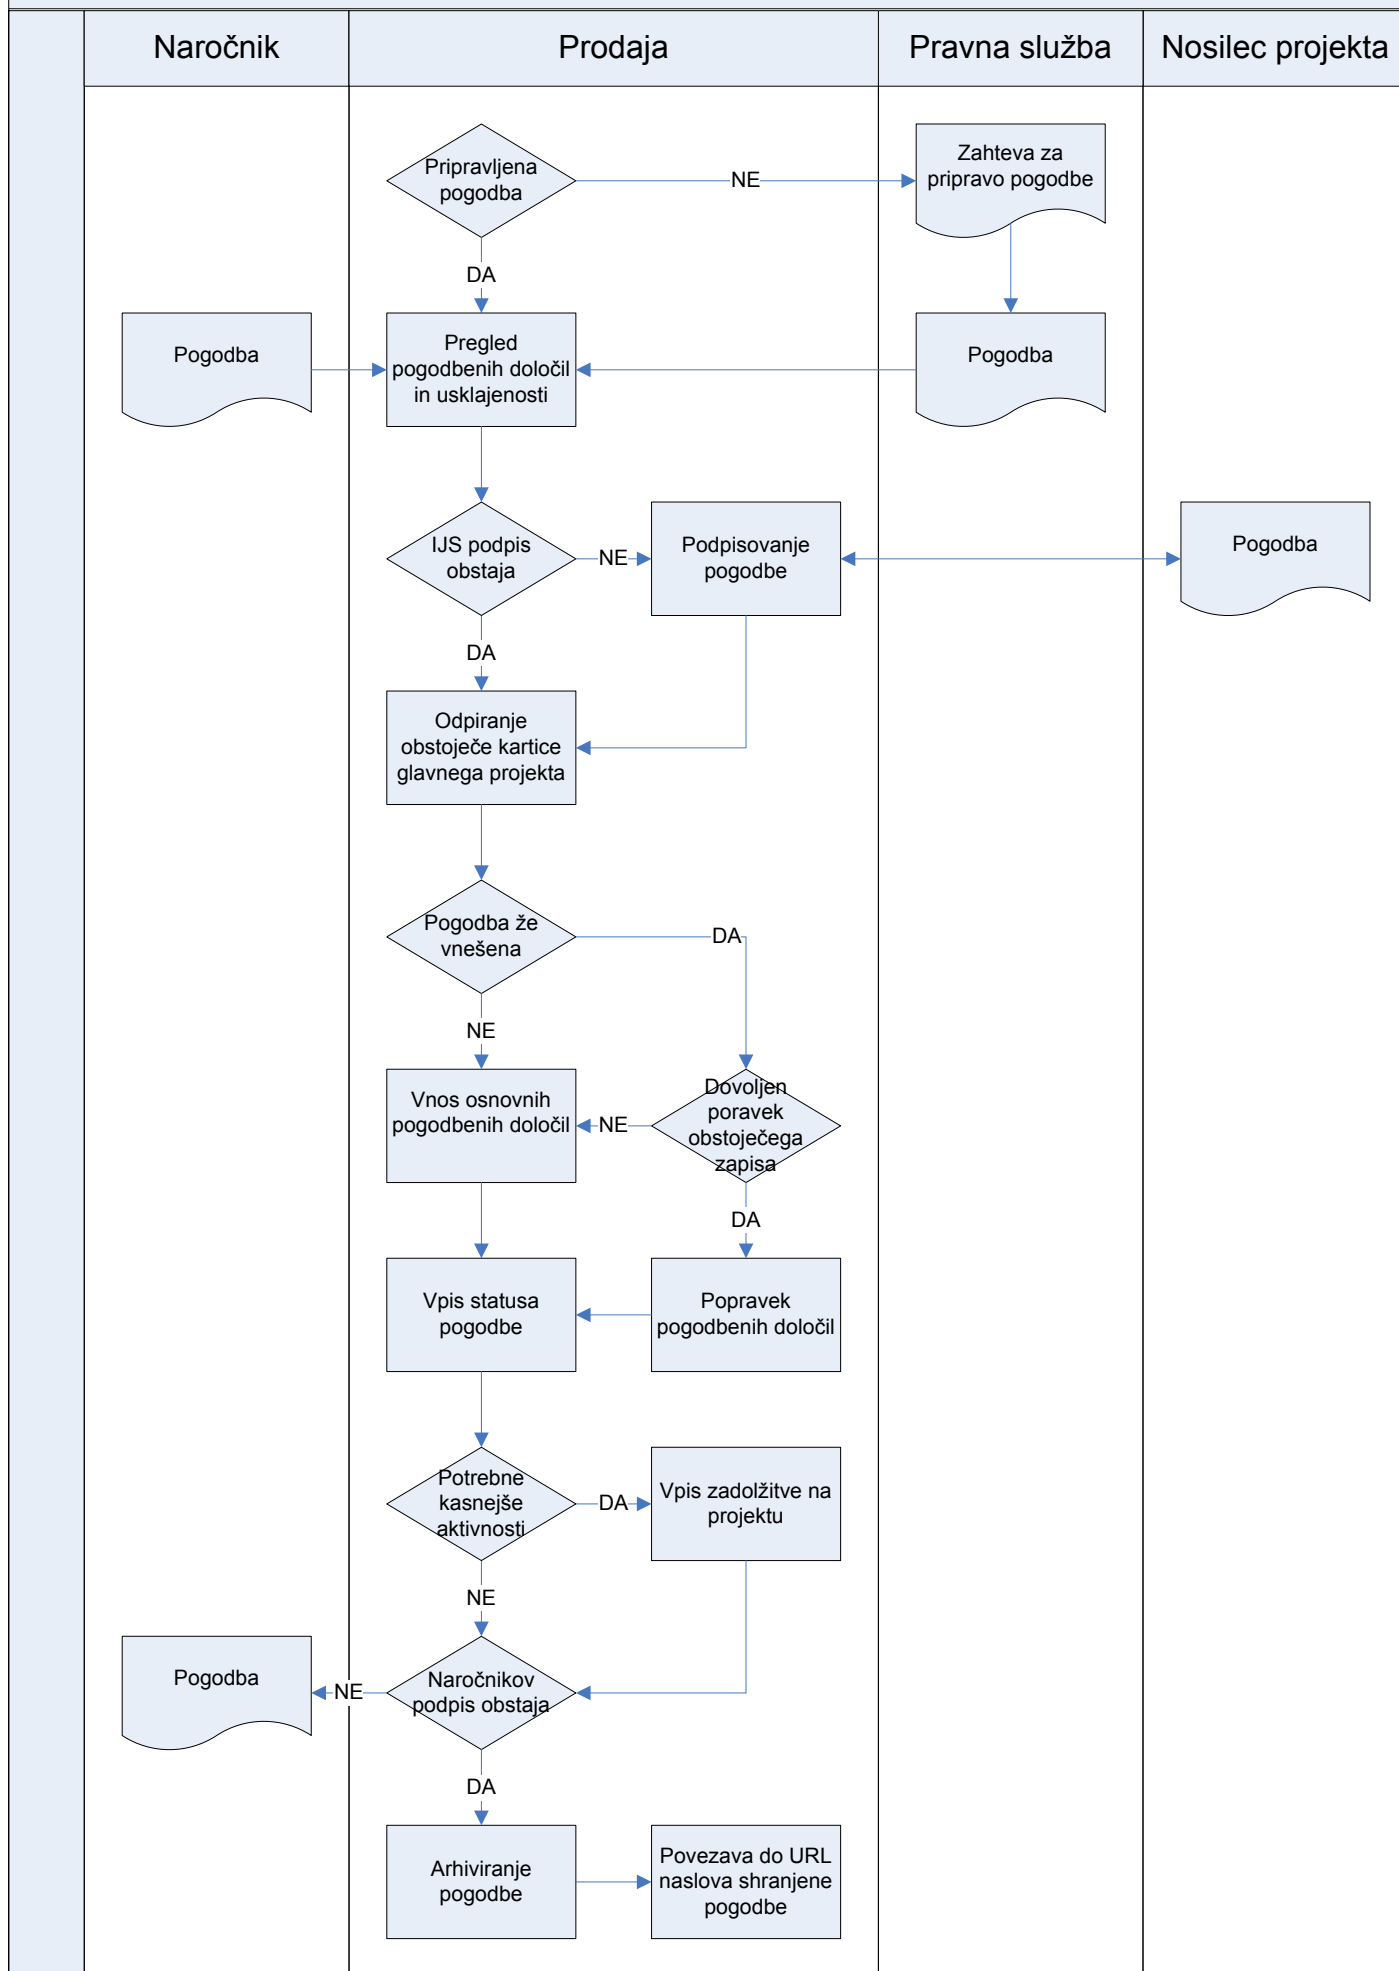 Naročnik
Prodaja
Pravna služba
Nosilec projekta
Pripravljena
pogodba
NE
Zahteva za
pripravo pogodbe
DA
Pogodba
Pregled
pogodbenih določil
in usklajenosti
Pogodba
IJS podpis
obstaja
NE
Podpisovanje
pogodbe
Pogodba
DA
Odpiranje
obstoječe kartice
glavnega projekta
Pogodba že
vnešena
DA
NE
Vnos osnovnih
pogodbenih določil
NE
Dovoljen
poravek
obstoječega
zapisa
DA
Vpis statusa
pogodbe
Popravek
pogodbenih določil
Potrebne
kasnejše
aktivnosti
DA
Vpis zadolžitve na
projektu
NE
Pogodba
NE
Naročnikov
podpis obstaja
DA
Arhiviranje
pogodbe
Povezava do URL
naslova shranjene
pogodbe